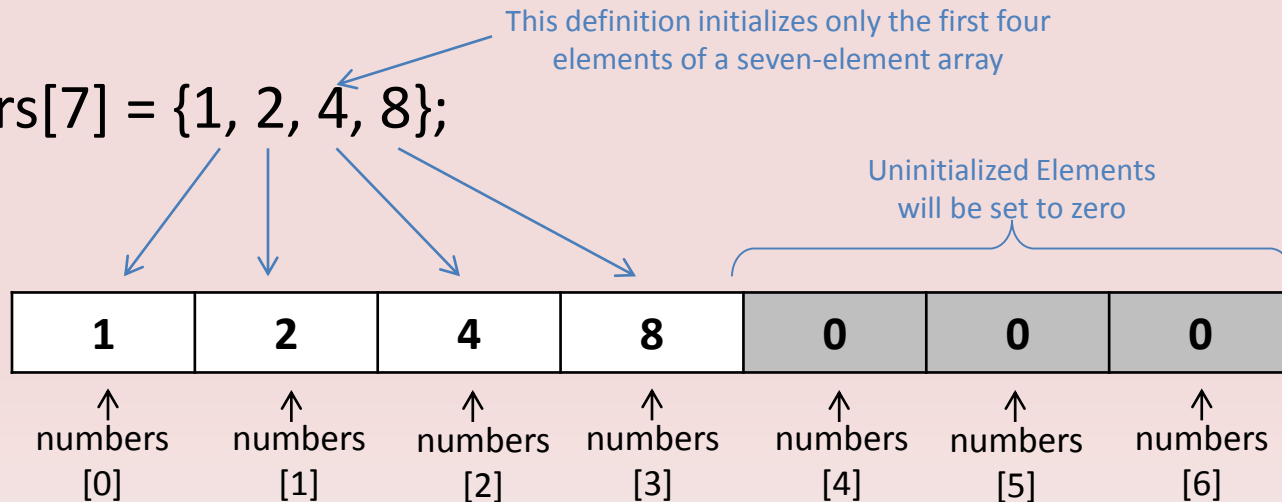 This definition initializes only the first four
elements of a seven-element array
rs[7] = {1, 2, 4, 8};
Uninitialized Elements
will be set to zero
1 2 4 8 0 0 0
numbers numbers numbers numbers numbers numbers numbers
[0] [1] [2] [3] [4] [5] [6]